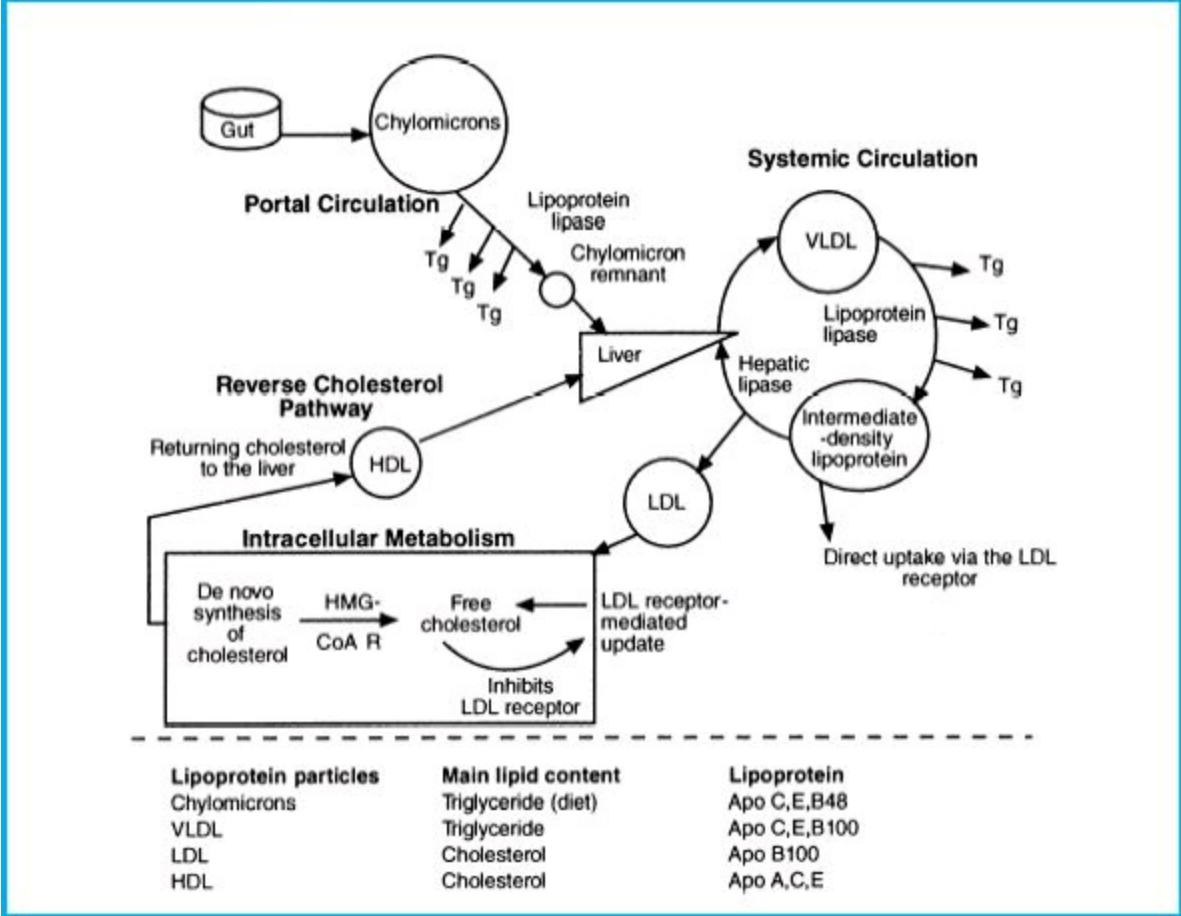 Gut
Chylomicrons
Systemic Circulation
Portal Circulation
Lipoprotein
lipase
VLDL
Tg
Tg
Tg
Chylomicron
remnant
Tg
Lipoprotein
lipase
Tg
Tg
Liver
Hepatic
lipase
Reverse Cholesterol
Pathway
Intermediate
-density
lipoprotein
Returning cholesterol
to the liver
HDL
LDL
Intracellular Metabolism
Direct uptake via the LDL
receptor
De novo
synthesis
of
cholesterol
HMG-
CoA R
Free
cholesterol
LDL receptor-
mediated
update
Inhibits
LDL receptor
Lipoprotein particles Main lipid content Lipoprotein
Chylomicrons Triglyceride (diet) Apo C,E,B48
VLDL Triglyceride Apo C,E,B100
LDL Cholesterol Apo B100
HDL Cholesterol Apo A,C,E